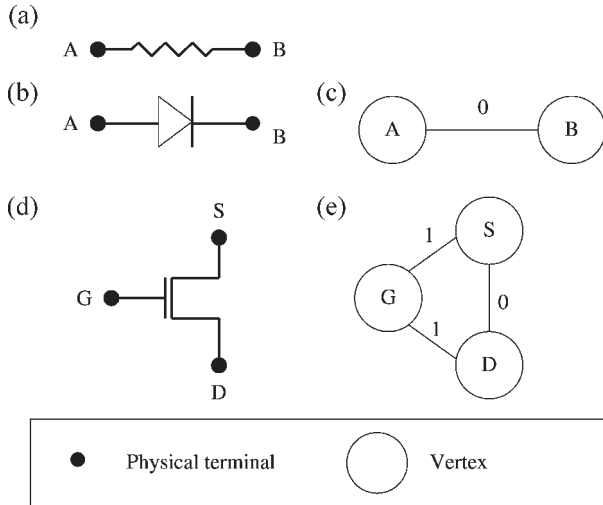 (a)
A B
(b)
A B
(c)
A 0 B
(d)
S
G
D
(e)
S
1
G
0
1
D
Physical terminal
Vertex